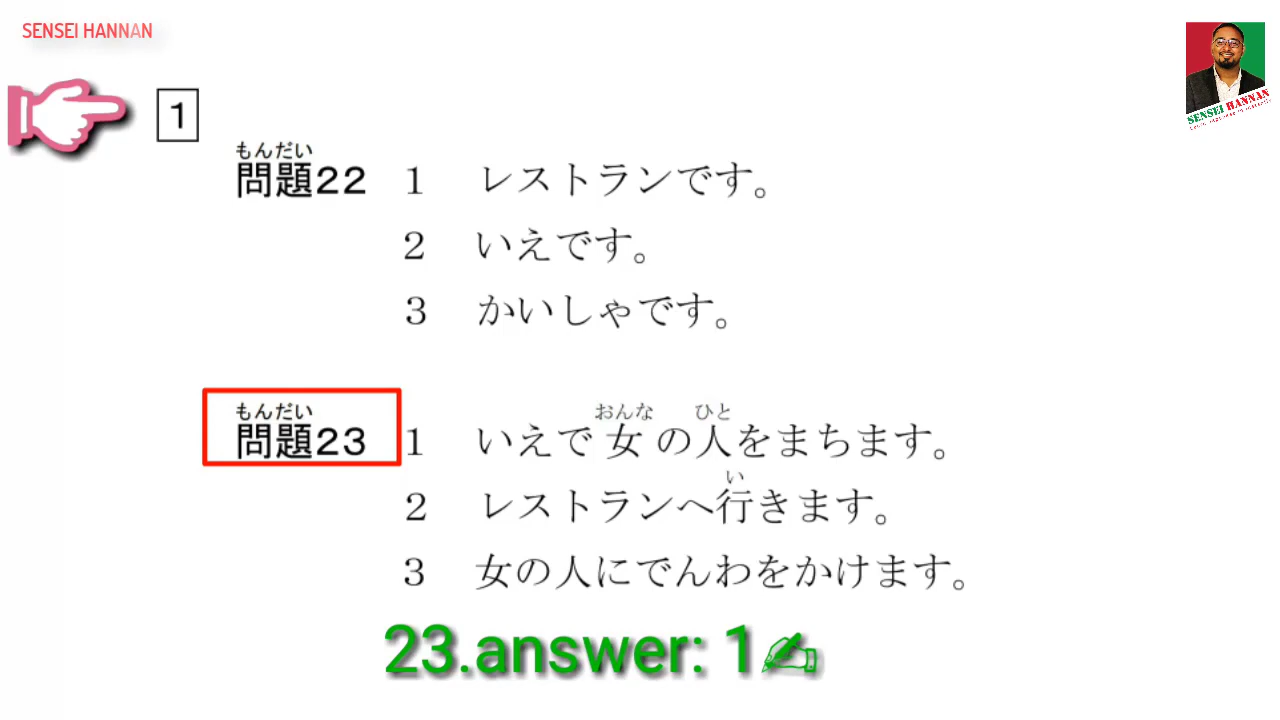 SENSEI HANNAN
SENSEI HANNAN
1
もんだい
問題22 1 レストランです。
2 いえです。
3 かいしゃです。
もんだい おんな ひと
問題23 1 いえで女の人をまちます。
い
2 レストランへ行きます。
3 女の人にでんわをかけます。
23.answer: 1✍